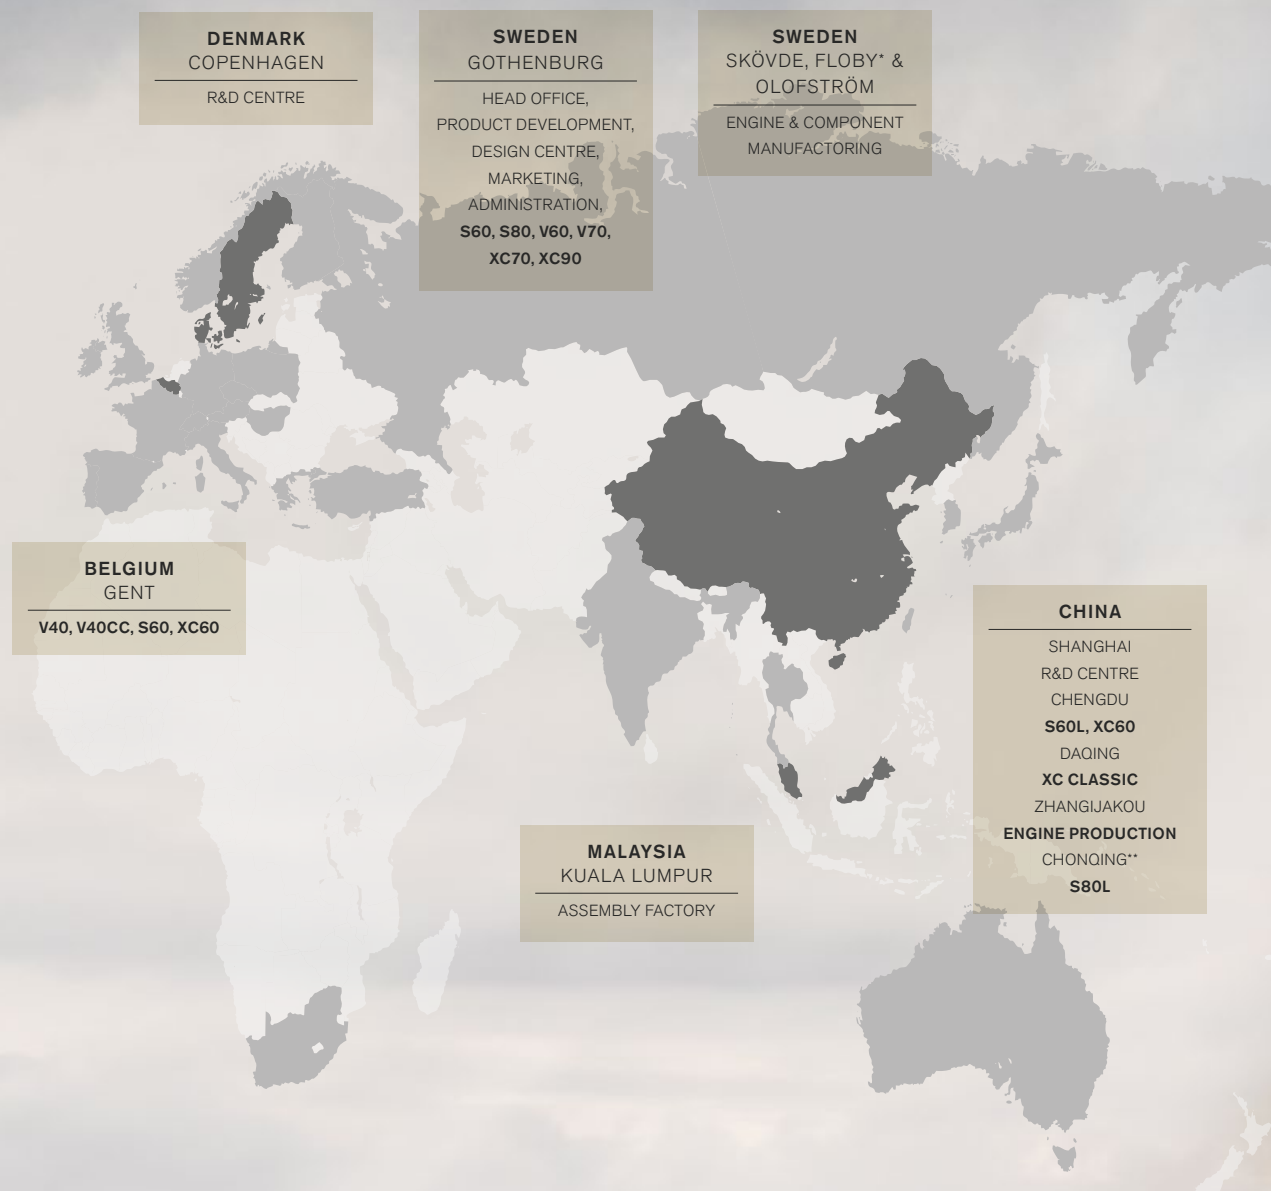 DENMARK
COPENHAGEN
R&D CENTRE
SWEDEN
GOTHENBURG
HEAD OFFICE,
PRODUCT DEVELOPMENT,
DESIGN CENTRE,
MARKETING,
ADMINISTRATION,
S60, S80, V60, V70,
XC70, XC90
SWEDEN
SKÖVDE, FLOBY* &
OLOFSTRÖM
ENGINE & COMPONENT
MANUFACTORING
BELGIUM
GENT
V40, V40CC, S60, XC60
MALAYSIA
KUALA LUMPUR
ASSEMBLY FACTORY
CHINA
SHANGHAI
R&D CENTRE
CHENGDU
S60L, XC60
DAQING
XC CLASSIC
ZHANGIJAKOU
ENGINE PRODUCTION
CHONQING**
S80L